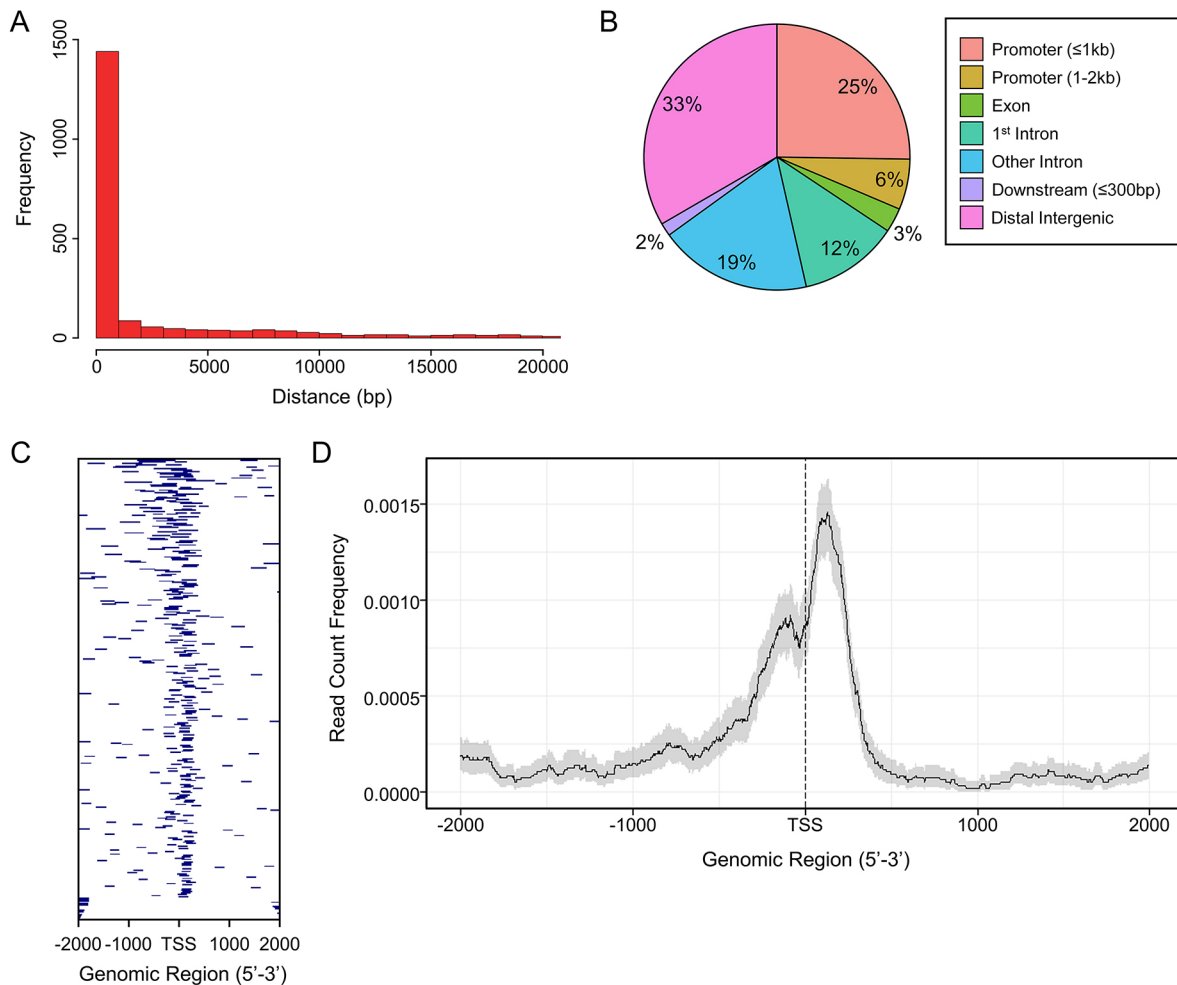 A
1500
1000
500
0
Frequency
0 5000 10000 15000 20000
Distance (bp)
B
25%
6%
3%
12%
19%
2%
33%
Promoter (≤1kb)
Promoter (1-2kb)
Exon
1st Intron
Other Intron
Downstream (≤300bp)
Distal Intergenic
C
-2000 -1000 TSS 1000 2000
Genomic Region (5’-3’)
D
Read Count Frequency
0.0015
0.0010
0.0005
0.0000
-2000 -1000 TSS 1000 2000
Genomic Region (5’-3’)